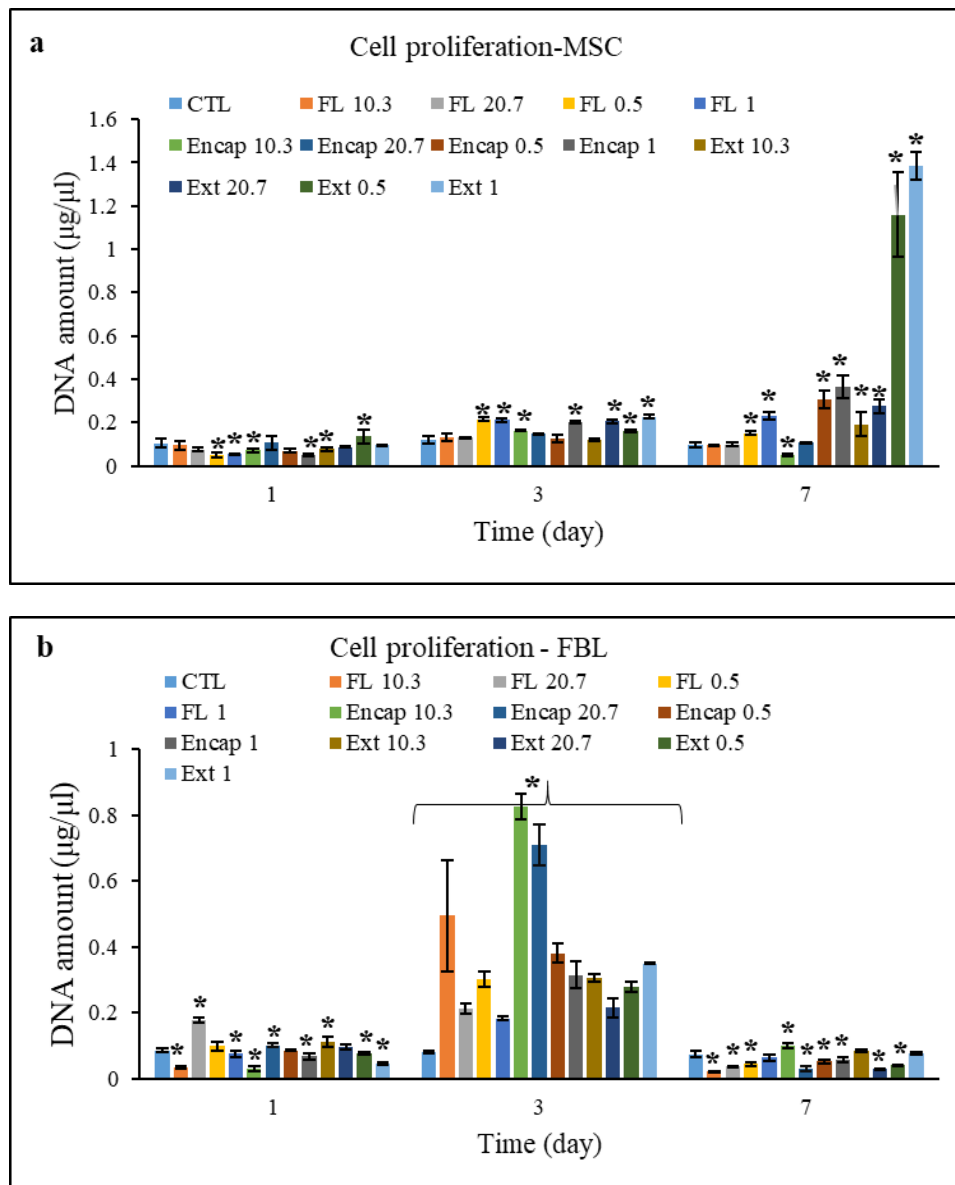 a
Cell proliferation-MSC
CTL FL 10.3 FL 20.7 FL 0.5 FL 1
Encap 10.3 Encap 20.7 Encap 0.5 Encap 1 Ext 10.3
Ext 20.7 Ext 0.5 Ext 1
DNA amount (µg/µl)
1.6
1.4
1.2
1
0.8
0.6
0.4
0.2
0
* * * * * *
* * * * * * *
* * * * * * * * *
1 3 7
Time (day)
b
Cell proliferation - FBL
CTL FL 10.3 FL 20.7 FL 0.5
FL 1 Encap 10.3 Encap 20.7 Encap 0.5
Encap 1 Ext 10.3 Ext 20.7 Ext 0.5
Ext 1
DNA amount (µg/µl)
1
0.8
0.6
0.4
0.2
0
* * * * * * * * *
*
* * * * * * * * *
1 3 7
Time (day)